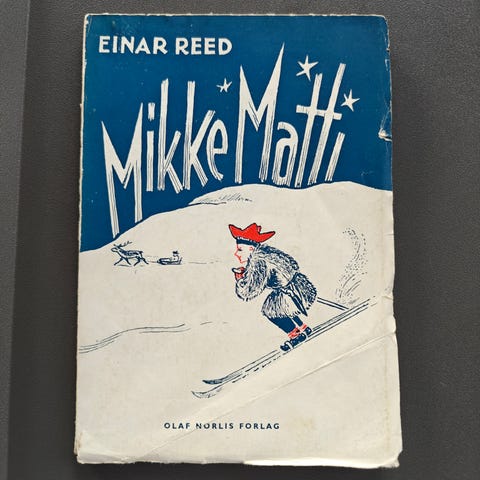 EINAR REED
Mikke Matti
OLAF NORLIS FORLAG